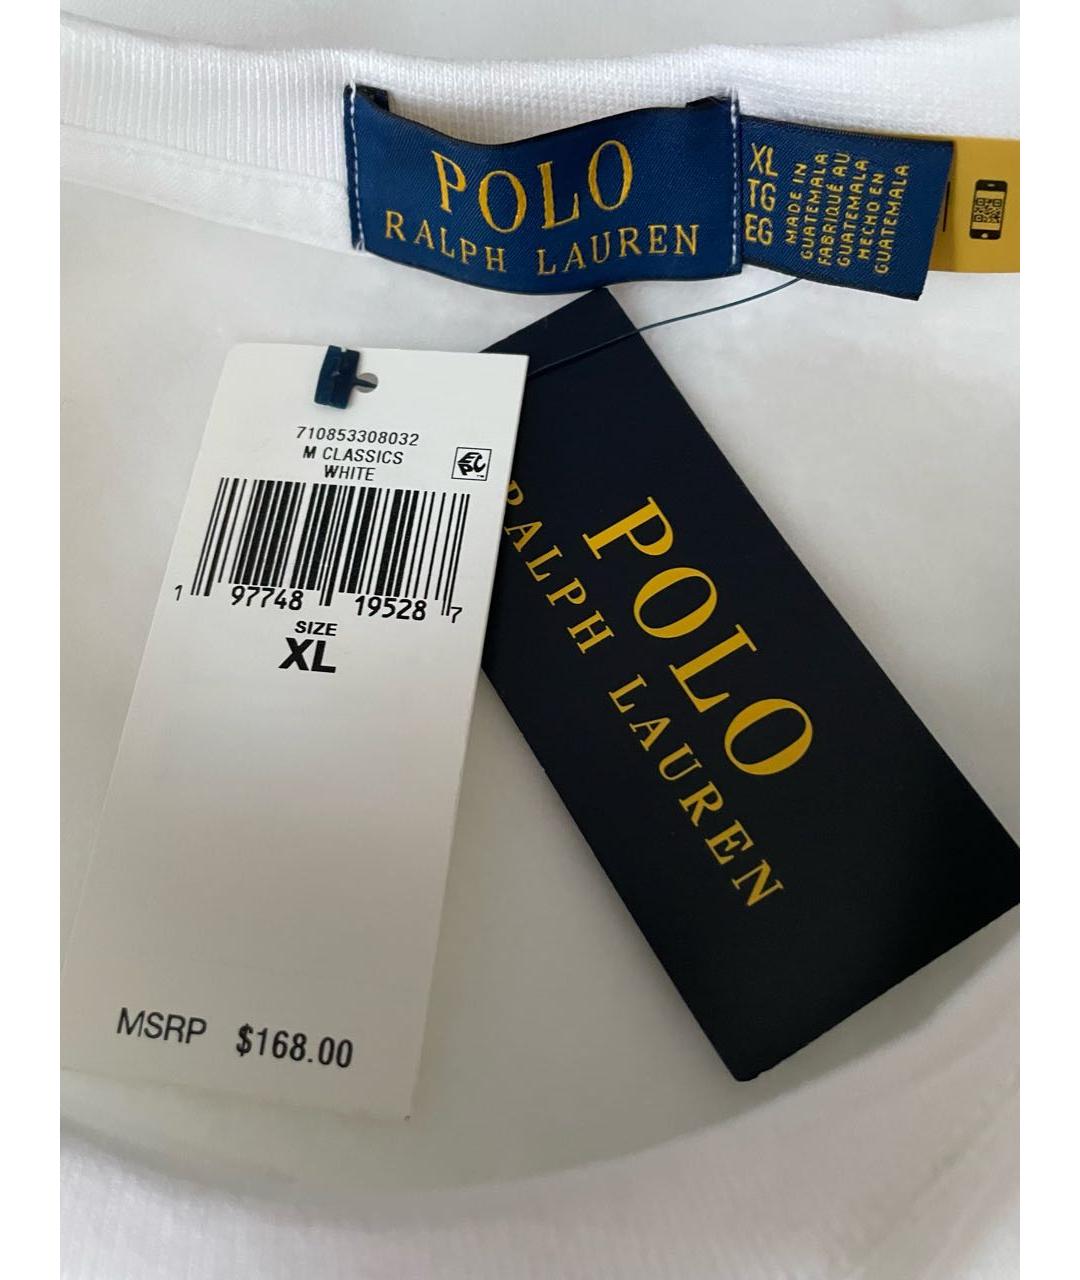 POLO
RALPH LAUREN
XL
TG
EG
MADE IN
GUATEMALA
FABRIQUÉ AU
GUATEMALA
HECHO EN
GUATEMALA
710853308032
M CLASSICS
WHITE
EPC
1 97748 19528 7
SIZE
XL
MSRP $168.00
POLO
RALPH LAUREN